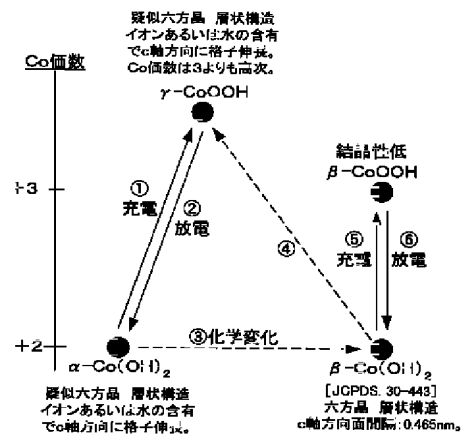 疑似六方晶 層状構造
イオンあるいは水の含有
でc軸方向に格子伸長。
Co価数は3よりも高次。
Co価数
γ-CoOOH
結晶性低
β-CoOOH
+3
①
充電
②
放電
④
⑤
充電
⑥
放電
+2
③化学変化
α-Co(OH)2
β-Co(OH)2
[JCPDS. 30-443]
疑似六方晶 層状構造
イオンあるいは水の含有
でc軸方向に格子伸長。
六方晶 層状構造
c軸方向面間隔:0.465nm。